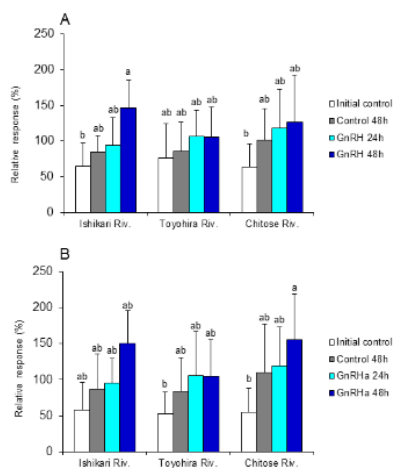 A
250
200
150
100
50
0
Relative response (%)
b
ab
ab
a
ab
ab
ab
ab
b
ab
ab
ab
Initial control
Control 48h
GnRH 24h
GnRH 48h
Ishikari Riv.
Toyohira Riv.
Chitose Riv.
B
250
200
150
100
50
0
Relative response (%)
ab
ab
ab
ab
b
ab
ab
ab
b
ab
ab
a
Initial control
Control 48h
GnRHa 24h
GnRHa 48h
Ishikari Riv.
Toyohira Riv.
Chitose Riv.